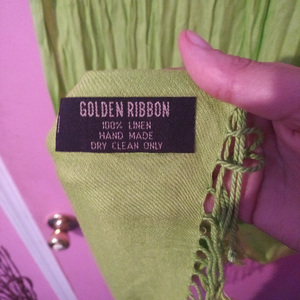 GOLDEN RIBBON
100% LINEN
HAND MADE
DRY CLEAN ONLY